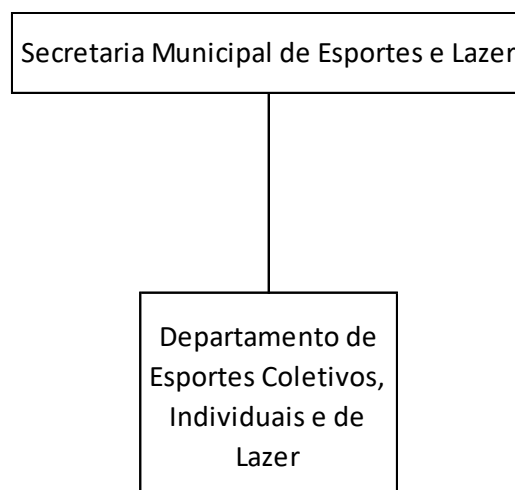 Secretaria Municipal de Esportes e Lazer
Departamento de
Esportes Coletivos,
Individuais e de
Lazer